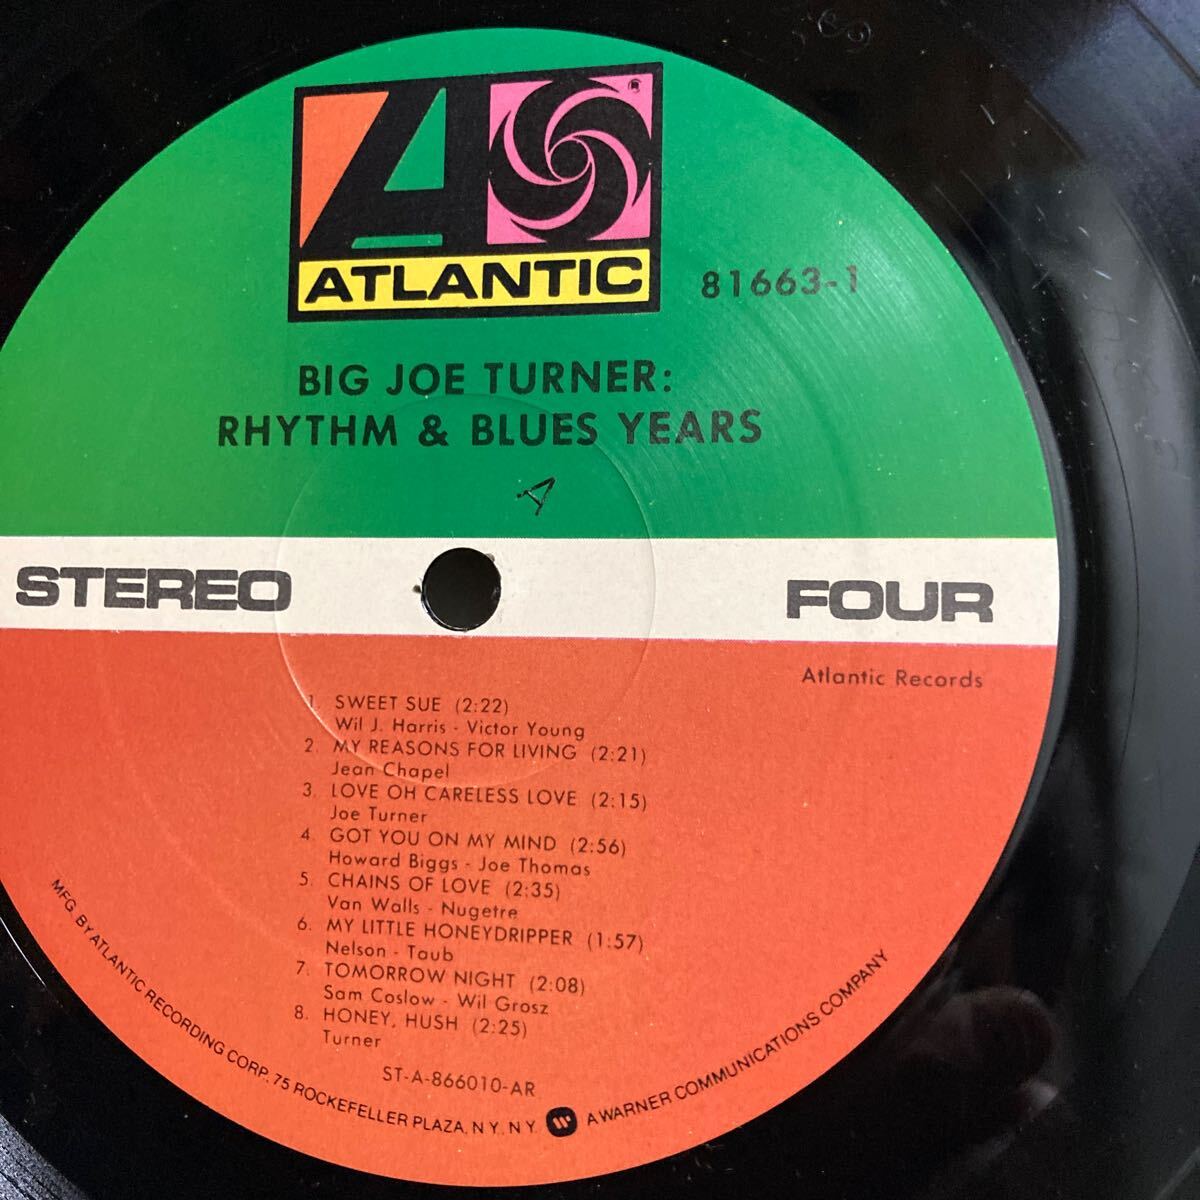 A
®
ATLANTIC
81663-1
BIG JOE TURNER:
RHYTHM & BLUES YEARS
A
STEREO
FOUR
Atlantic Records
1. SWEET SUE (2:22)
Wil J. Harris - Victor Young
2. MY REASONS FOR LIVING (2:21)
Jean Chapel
3. LOVE OH CARELESS LOVE (2:15)
Joe Turner
4. GOT YOU ON MY MIND (2:56)
Howard Biggs - Joe Thomas
5. CHAINS OF LOVE (2:35)
Van Walls - Nugetre
6. MY LITTLE HONEYDRIPPER (1:57)
Nelson - Taub
7. TOMORROW NIGHT (2:08)
Sam Coslow - Wil Grosz
8. HONEY, HUSH (2:25)
Turner
ST-A-866010-AR
MFG. BY ATLANTIC RECORDING CORP., 75 ROCKEFELLER PLAZA, N.Y., N.Y. A WARNER COMMUNICATIONS COMPANY